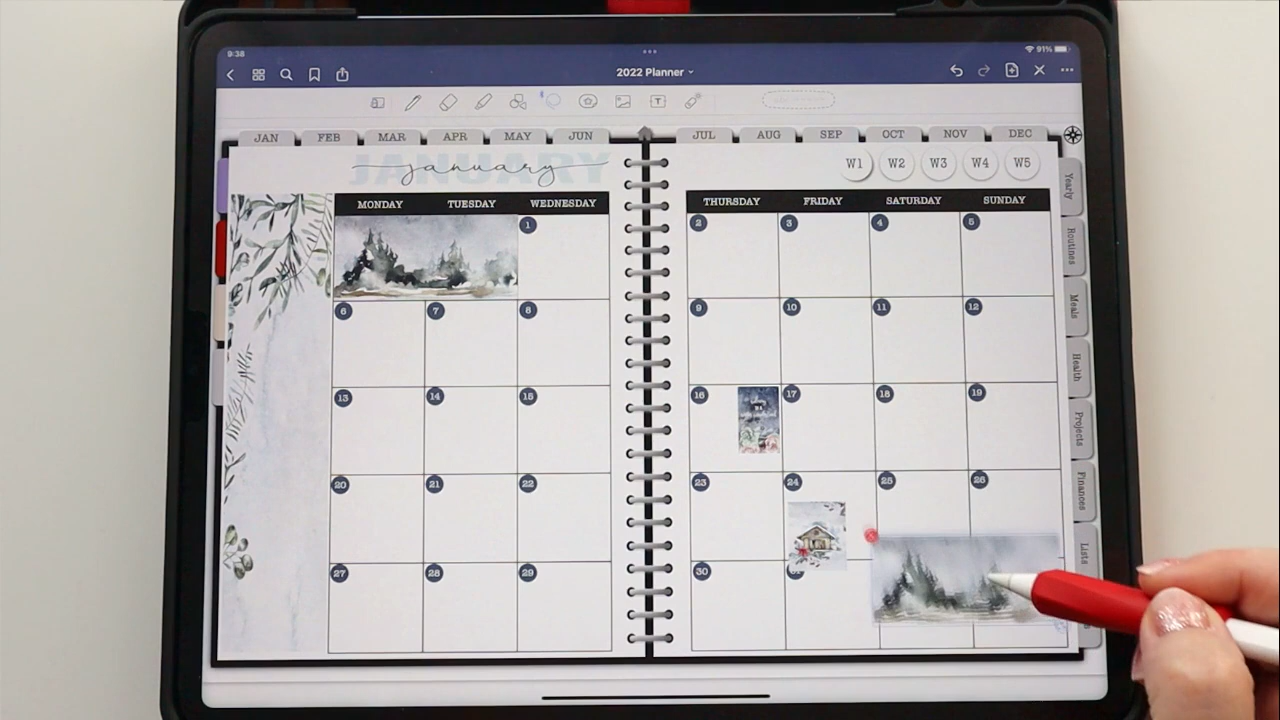 9:38
91%
2022 Planner
T
JAN FEB MAR APR MAY JUN JUL AUG SEP OCT NOV DEC
JANUARY
january
W1 W2 W3 W4 W5
MONDAY TUESDAY WEDNESDAY THURSDAY FRIDAY SATURDAY SUNDAY
1 2 3 4 5
6 7 8 9 10 11 12
13 14 15 16 17 18 19
20 21 22 23 24 25 26
27 28 29 30
Yearly
Routines
Meals
Health
Projects
Finances
Lists